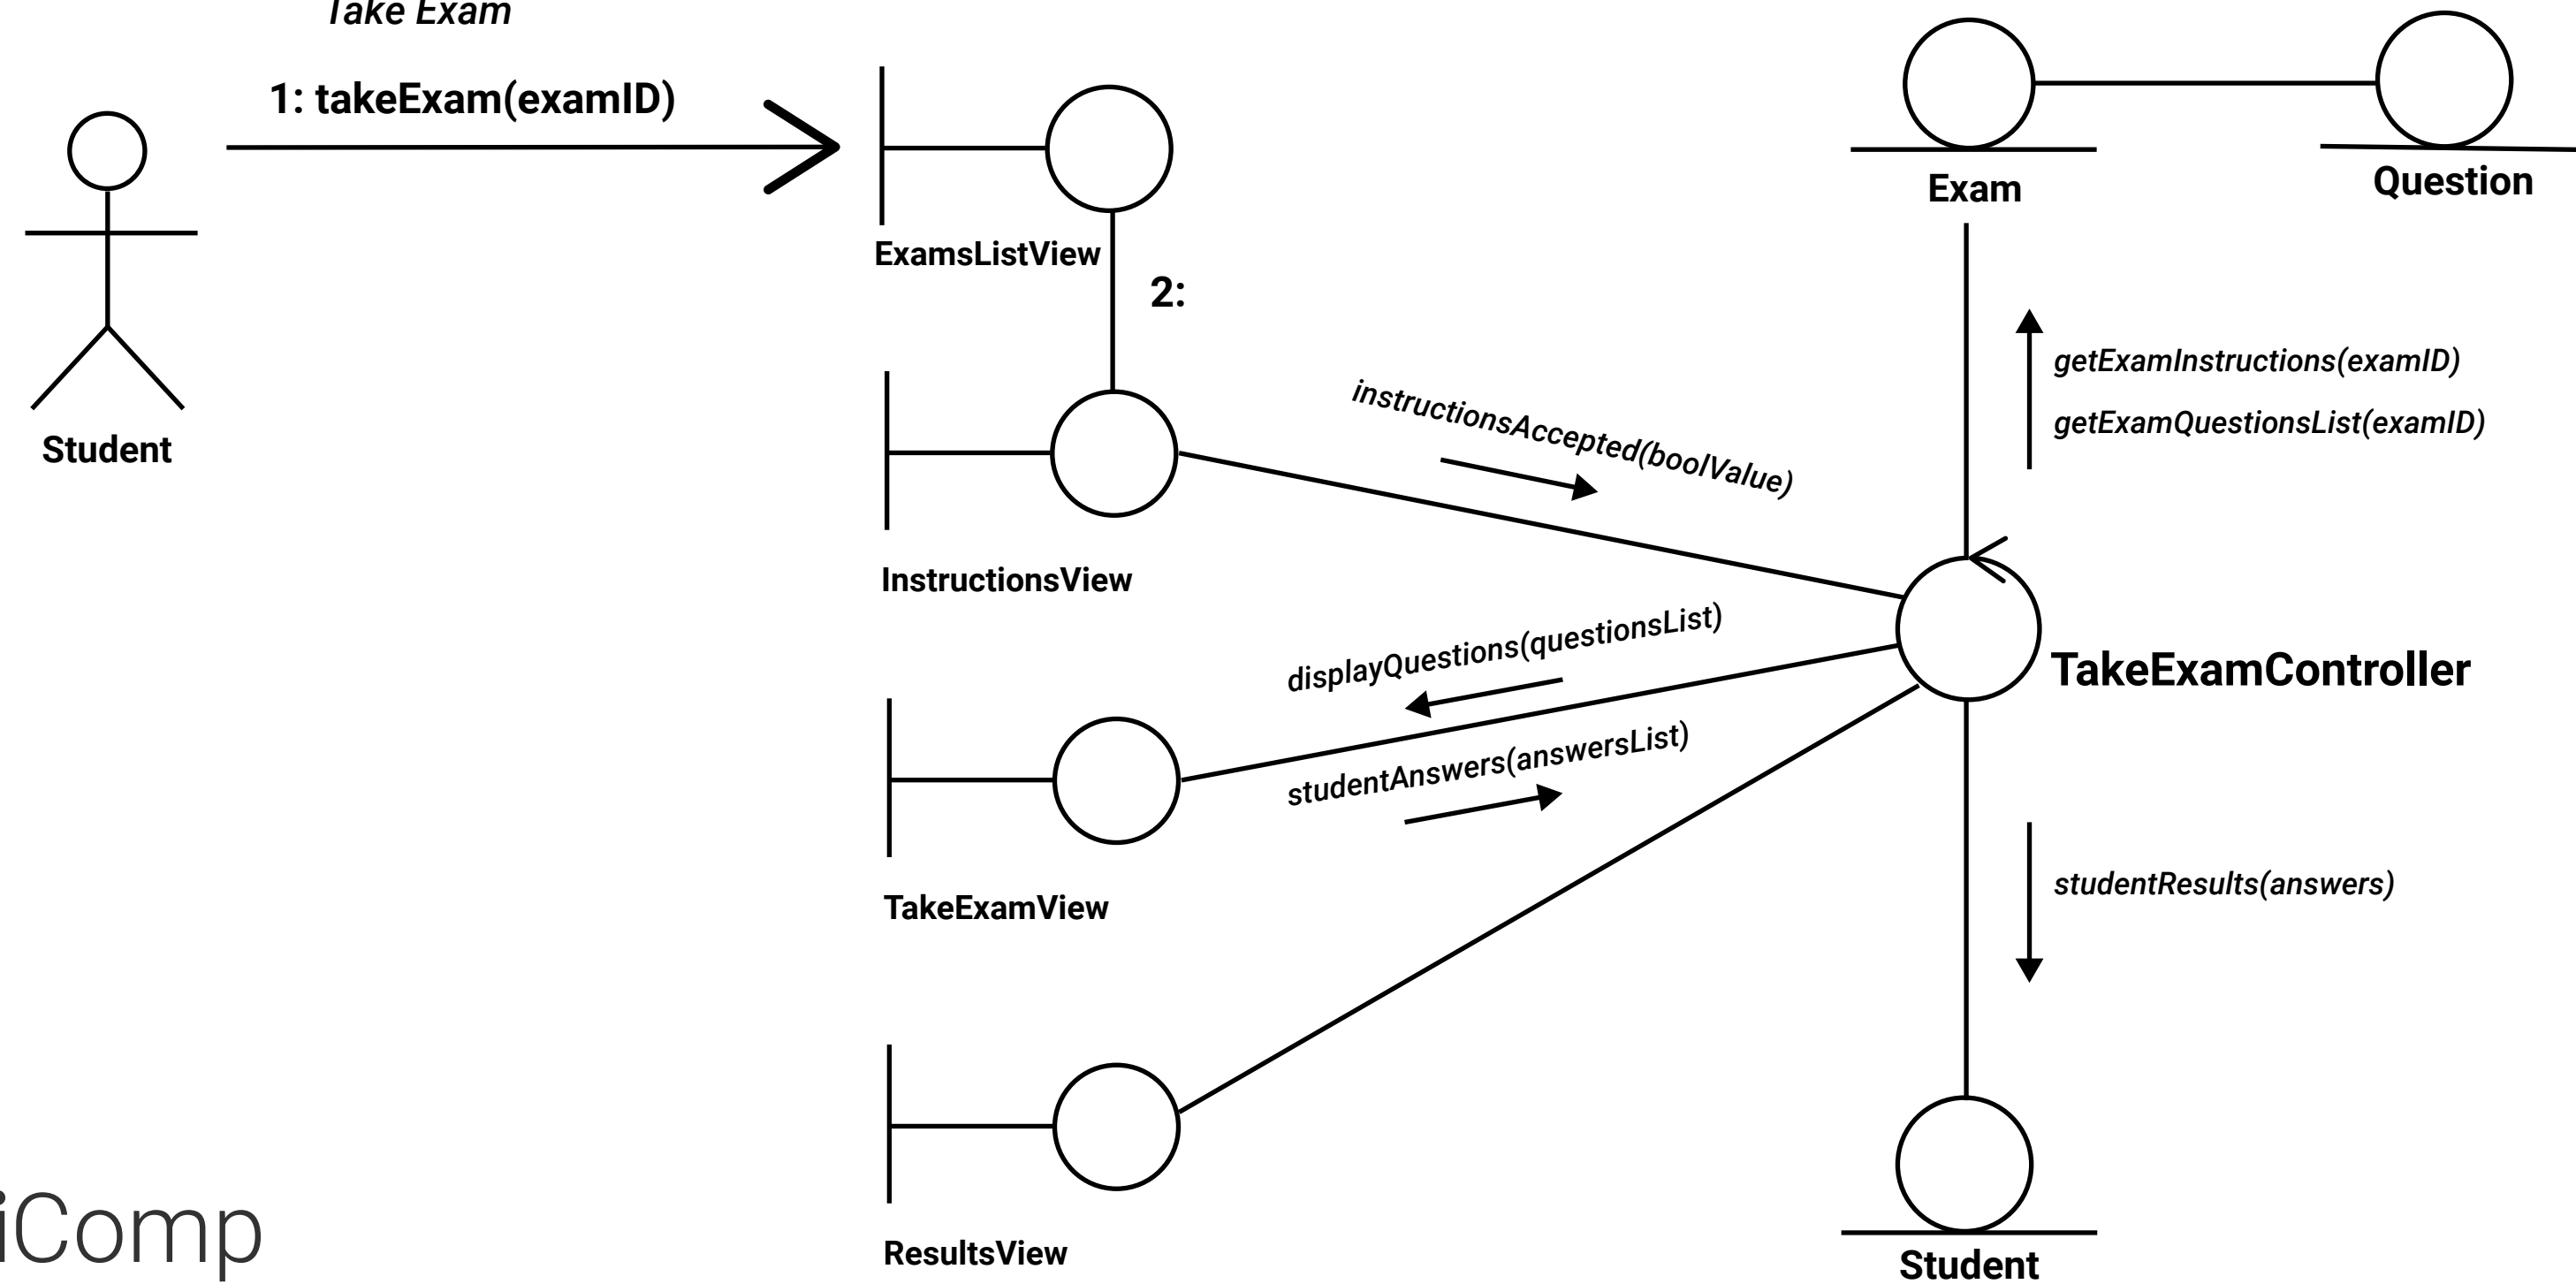 Take Exam
1: takeExam(examID)
Student
ExamsListView
2:
Exam
Question
getExamInstructions(examID)
getExamQuestionsList(examID)
instructionsAccepted(boolValue)
InstructionsView
displayQuestions(questionsList)
TakeExamController
studentAnswers(answersList)
TakeExamView
studentResults(answers)
iComp
ResultsView
Student